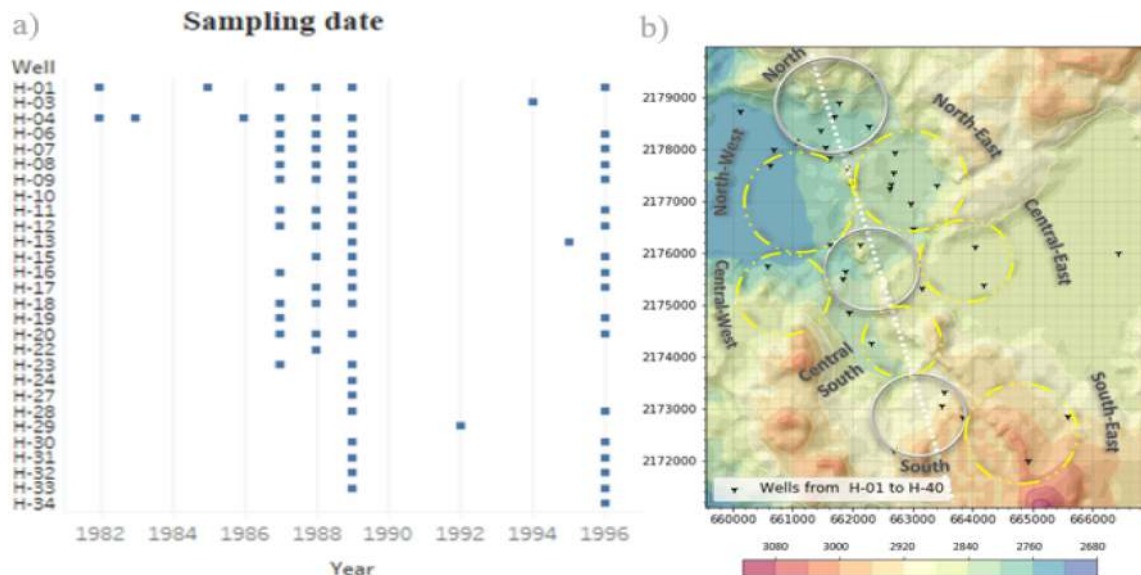 a)
Sampling date
Well
H-01
H-03
H-04
H-06
H-07
H-08
H-09
H-10
H-11
H-12
H-13
H-15
H-16
H-17
H-18
H-19
H-20
H-22
H-23
H-24
H-27
H-28
H-29
H-30
H-31
H-32
H-33
H-34
1982 1984 1986 1988 1990 1992 1994 1996
Year
b)
North
North-East
North-West
Central-East
Central-West
Central
South
South-East
South
2179000
2178000
2177000
2176000
2175000
2174000
2173000
2172000
Wells from H-01 to H-40
660000 661000 662000 663000 664000 665000 666000
3080 3000 2920 2840 2760 2680